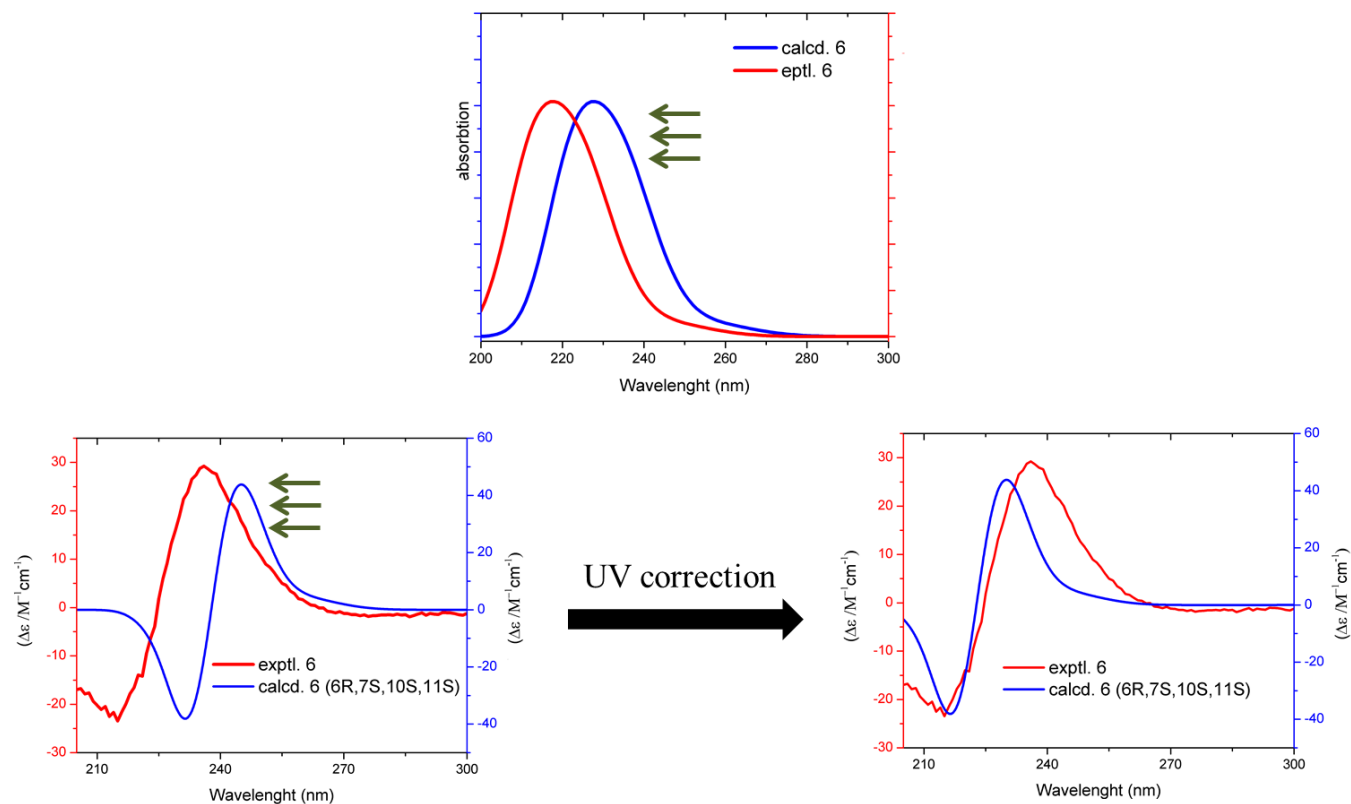 calcd. 6
eptl. 6
absorbtion
200
220
240
260
280
300
Wavelenght (nm)
30
20
10
0
-10
-20
-30
(Δε /M⁻¹cm⁻¹)
60
40
20
0
-20
-40
(Δε /M⁻¹cm⁻¹)
exptl. 6
calcd. 6 (6R,7S,10S,11S)
210
240
270
300
Wavelenght (nm)
UV correction
30
20
10
0
-10
-20
-30
(Δε /M⁻¹cm⁻¹)
60
40
20
0
-20
-40
-60
(Δε /M⁻¹cm⁻¹)
exptl. 6
calcd. 6 (6R,7S,10S,11S)
210
240
270
300
Wavelenght (nm)